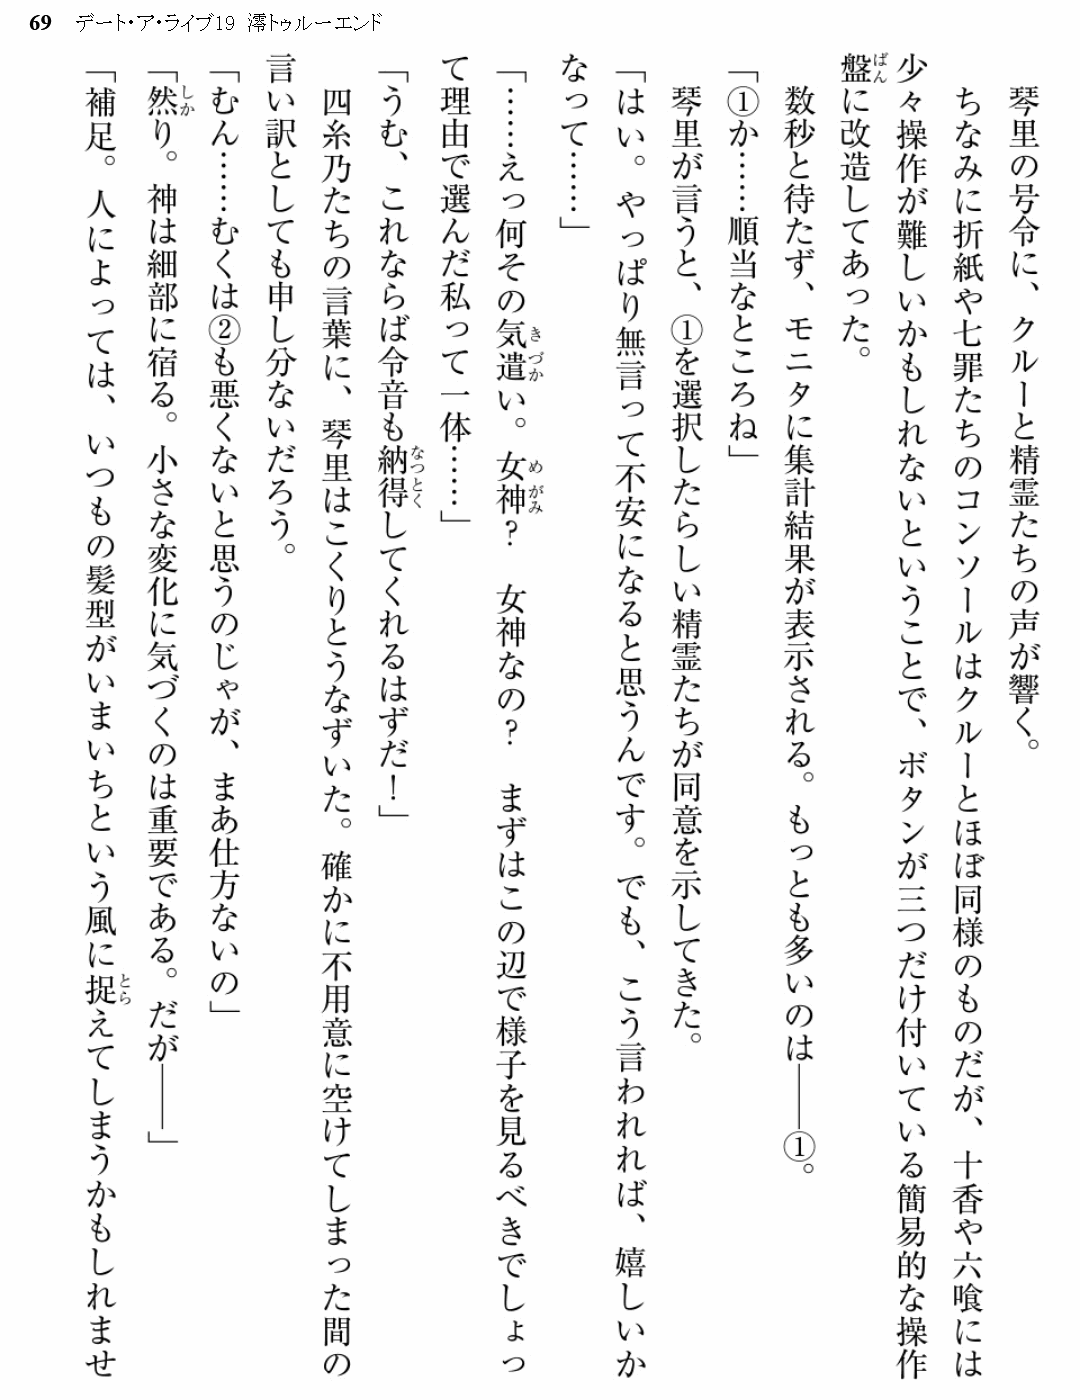 69 デート・ア・ライブ19 澪トゥルーエンド
琴里の号令に、クルーと精霊たちの声が響く。
ちなみに折紙や七罪たちのコンソールはクルーとほぼ同様のものだが、十香や六喰には
少々操作が難しいかもしれないということで、ボタンが三つだけ付いている簡易的な操作
盤に改造してあった。
数秒と待たず、モニタに集計結果が表示される。もっとも多いのは――①。
「①か……順当なところね」
琴里が言うと、①を選択したらしい精霊たちが同意を示してきた。
「はい。やっぱり無言って不安になると思うんです。でも、こう言われれば、嬉しいか
なって……」
「……えっ何その気遣い。女神？　女神なの？　まずはこの辺で様子を見るべきでしょっ
て理由で選んだ私って一体……」
「うむ、これならば令音も納得してくれるはずだ！」
四糸乃たちの言葉に、琴里はこくりとうなずいた。確かに不用意に空けてしまった間の
言い訳としても申し分ないだろう。
「むん……むくは②も悪くないと思うのじゃが、まあ仕方ないの」
「然り。神は細部に宿る。小さな変化に気づくのは重要である。だが――」
「補足。人によっては、いつもの髪型がいまいちという風に捉えてしまうかもしれませ